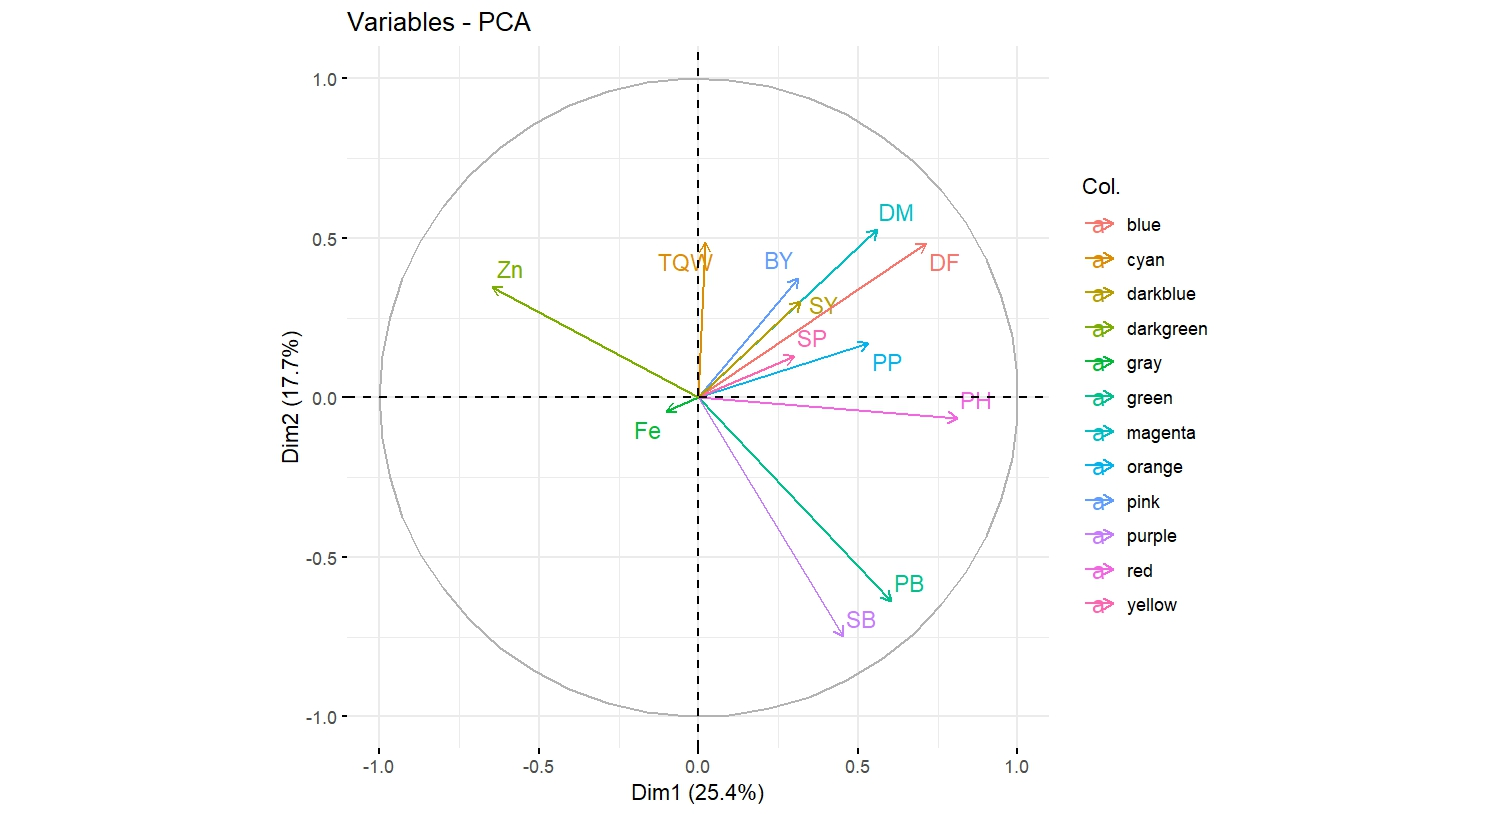 Variables - PCA
1.0
0.5
0.0
-0.5
-1.0
Dim2 (17.7%)
DM
DF
TQW
BY
Zn
SY
SP
PP
PH
Fe
PB
SB
-1.0
-0.5
0.0
0.5
1.0
Dim1 (25.4%)
Col.
a blue
a cyan
a darkblue
a darkgreen
a gray
a green
a magenta
a orange
a pink
a purple
a red
a yellow